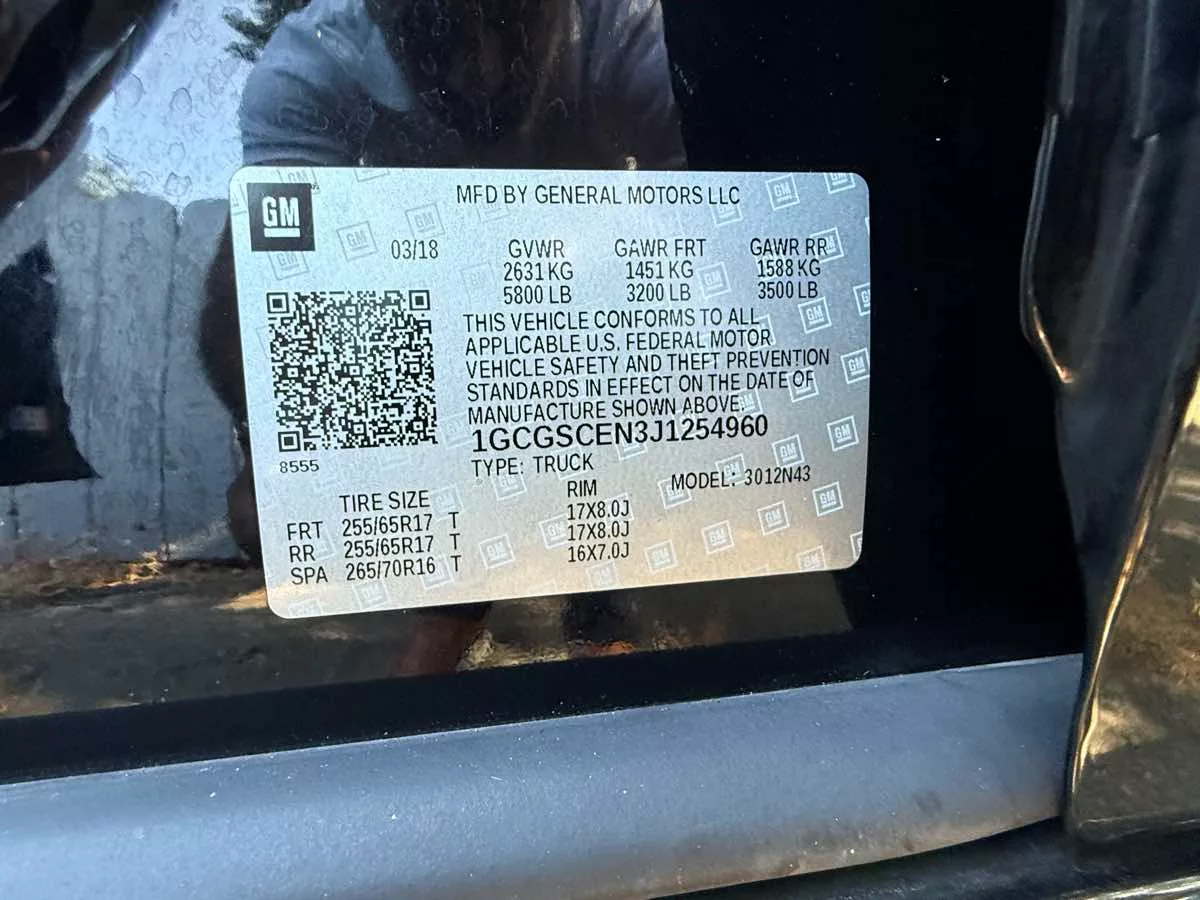 GM
MFD BY GENERAL MOTORS LLC
03/18 GVWR GAWR FRT GAWR RR
2631 KG 1451 KG 1588 KG
5800 LB 3200 LB 3500 LB
THIS VEHICLE CONFORMS TO ALL
APPLICABLE U.S. FEDERAL MOTOR
VEHICLE SAFETY AND THEFT PREVENTION
STANDARDS IN EFFECT ON THE DATE OF
MANUFACTURE SHOWN ABOVE.
1GCGSCEN3J1254960
8555
TYPE: TRUCK MODEL: 3012N43
TIRE SIZE RIM
FRT 255/65R17 T 17X8.0J
RR 255/65R17 T 17X8.0J
SPA 265/70R16 T 16X7.0J